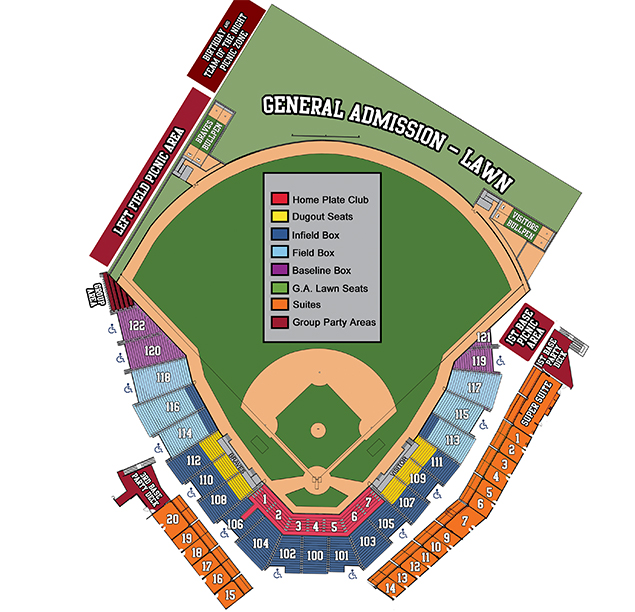 BIRTHDAY AND
TEAM OF THE NIGHT
PICNIC ZONE
GENERAL ADMISSION - LAWN
BRAVES
BULLPEN
LEFT FIELD PICNIC AREA
VISITORS
BULLPEN
Home Plate Club
Dugout Seats
Infield Box
Field Box
Baseline Box
G.A. Lawn Seats
Suites
Group Party Areas
GROUP
AREA
122
120
118
116
114
112
110
108
106
104
102
100
101
103
105
107
109
111
113
115
117
119
121
BRAVES
VISITOR
1
2
3
4
5
6
7
1ST BASE
PICNIC
AREA
1ST BASE
PARTY
DECK
SUPER SUITE
1
2
3
4
5
6
7
9
10
11
12
13
14
3RD BASE
PARTY DECK
20
19
18
17
16
15